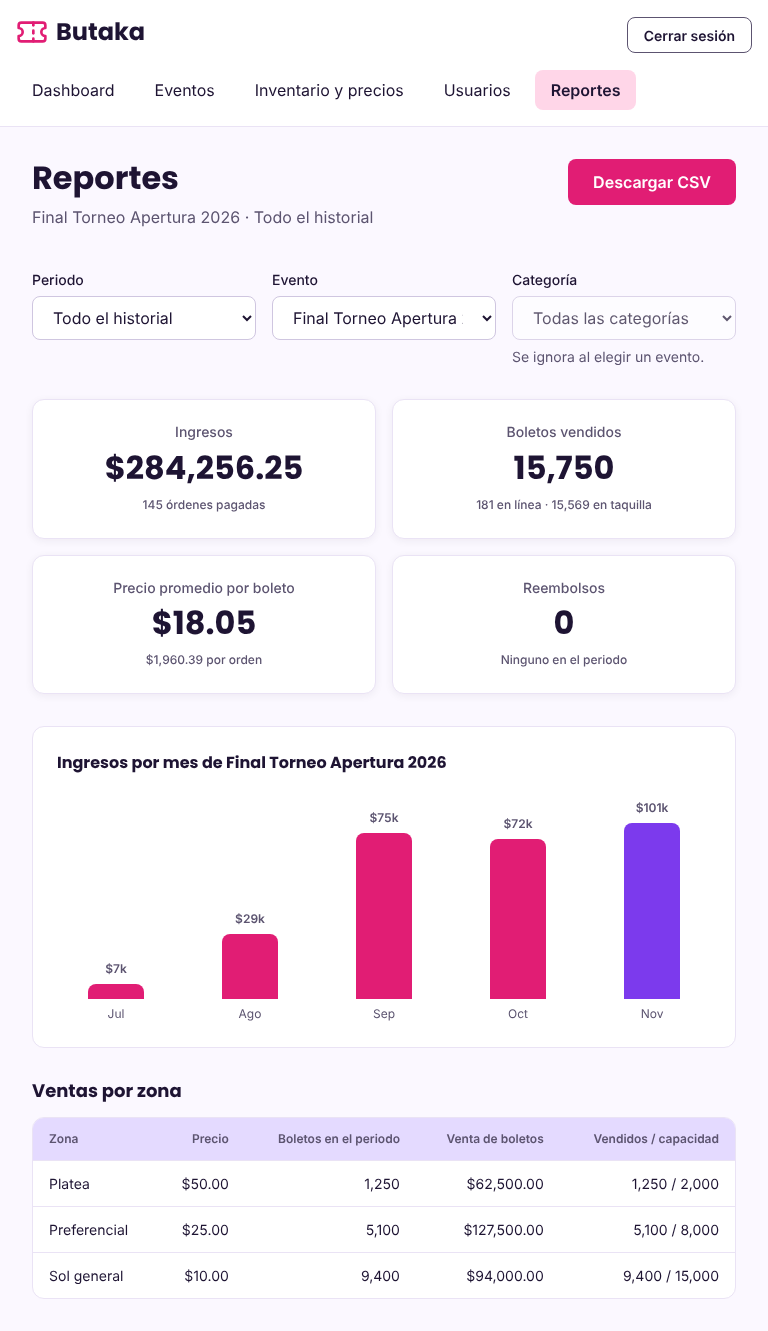 Butaka
Cerrar sesión
Dashboard Eventos Inventario y precios Usuarios Reportes
Reportes
Descargar CSV
Final Torneo Apertura 2026 · Todo el historial
Periodo Evento Categoría
Todo el historial Final Torneo Apertura Todas las categorías
Se ignora al elegir un evento.
Ingresos
$284,256.25
145 órdenes pagadas
Boletos vendidos
15,750
181 en línea · 15,569 en taquilla
Precio promedio por boleto
$18.05
$1,960.39 por orden
Reembolsos
0
Ninguno en el periodo
Ingresos por mes de Final Torneo Apertura 2026
$7k $29k $75k $72k $101k
Jul Ago Sep Oct Nov
Ventas por zona
Zona Precio Boletos en el periodo Venta de boletos Vendidos / capacidad
Platea $50.00 1,250 $62,500.00 1,250 / 2,000
Preferencial $25.00 5,100 $127,500.00 5,100 / 8,000
Sol general $10.00 9,400 $94,000.00 9,400 / 15,000